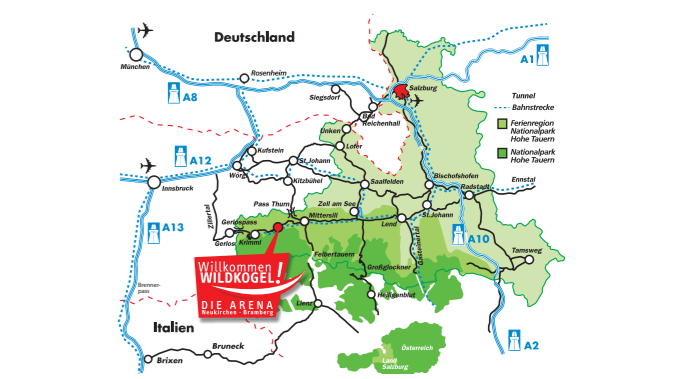 Deutschland
München
Rosenheim
A1
Salzburg
Siegsdorf
A8
Bad
Reichenhall
Tunnel
Bahnstrecke
Ferienregion
Nationalpark
Hohe Tauern
Nationalpark
Hohe Tauern
Unken
Lofer
Kufstein
A12
St.Johann
Wörgl
Kitzbühel
Innsbruck
Saalfelden
Bischofshofen
Radstadt
Ennstal
Pass Thurn
Zell am See
St.Johann
Zillertal
Mittersill
Lend
Gerlospass
Gerlos
Krimml
A13
A10
Gasteinertal
Felbertauern
Großglockner
Tamsweg
Willkommen
WILDKOGEL!
DIE ARENA
Neukirchen - Bramberg
Brenner-
pass
Heiligenblut
Lienz
Italien
A2
Österreich
Land
Salzburg
Bruneck
Brixen